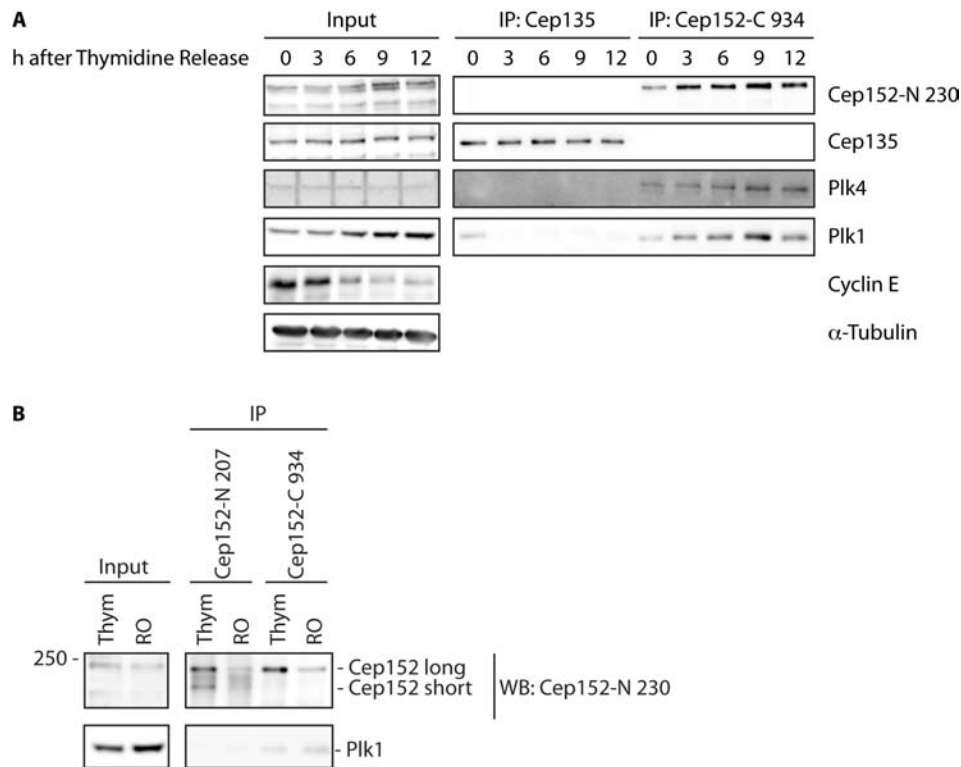 A
Input IP: Cep135 IP: Cep152-C 934
h after Thymidine Release 0 3 6 9 12 0 3 6 9 12 0 3 6 9 12
Cep152-N 230
Cep135
Plk4
Plk1
Cyclin E
α-Tubulin
B
IP
Cep152-N 207
Cep152-C 934
Input
Thym RO Thym RO Thym RO
250 -
- Cep152 long
- Cep152 short
WB: Cep152-N 230
- Plk1